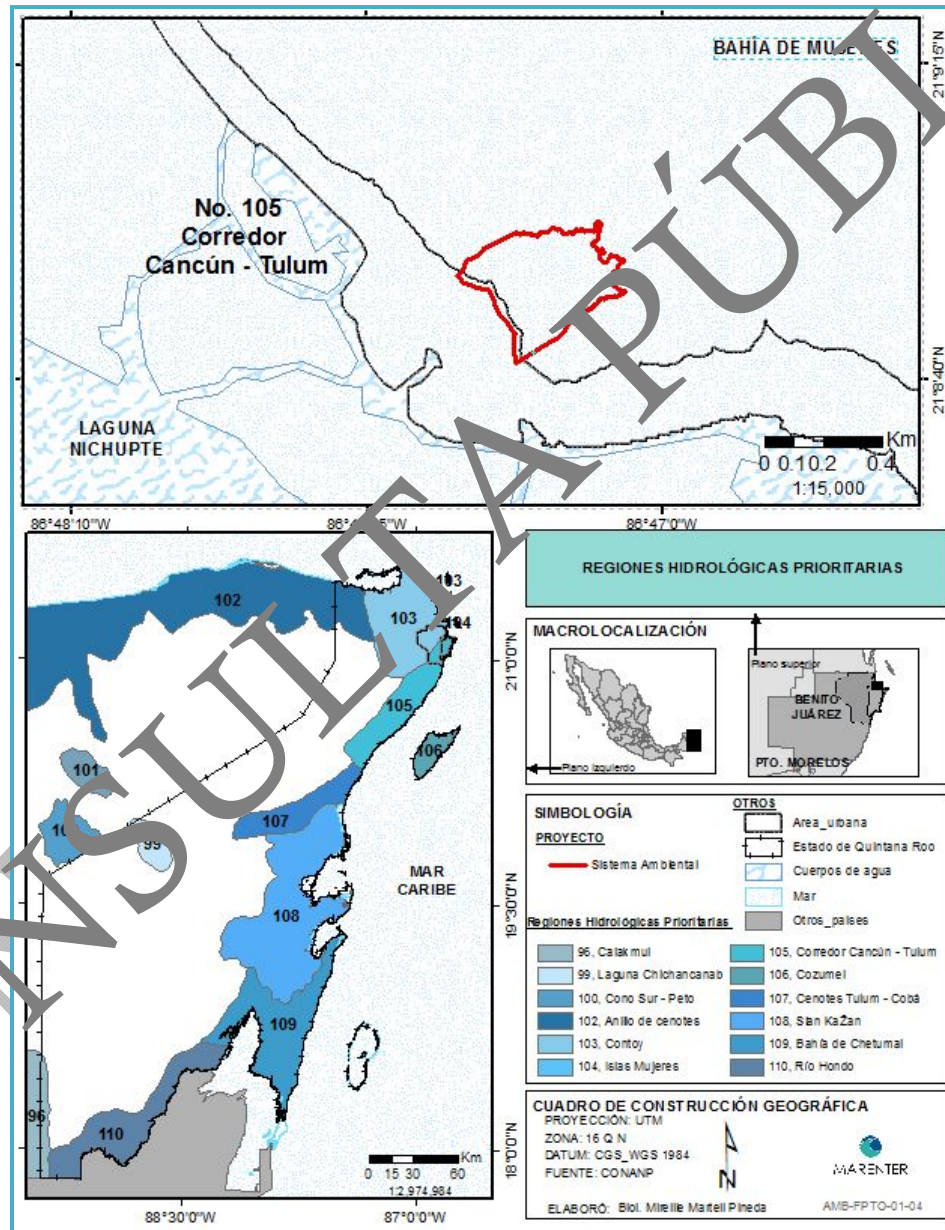 BAHÍA DE MUJERES
21°9'15"N
No. 105
Corredor
Cancún - Tulum
LAGUNA
NICHUPTE
21°8'40"N
Km
0 0.1 0.2 0.4
1:15,000
86°48'10"W
86°47'0"W
CONSULTA PÚBLI
102
103
103
104
105
106
101
107
99
108
109
96
110
MAR
CARIBE
21°0'0"N
19°30'0"N
18°0'0"N
Km
0 15 30 60
1:2,974,984
88°30'0"W
87°0'0"W
REGIONES HIDROLÓGICAS PRIORITARIAS
MACROLOCALIZACIÓN
Plano superior
BENITO
JUÁREZ
PTO. MORELOS
Plano Izquierdo
SIMBOLOGÍA
PROYECTO
Sistema Ambiental
OTROS
Area_urbana
Estado de Quintana Roo
Cuerpos de agua
Mar
Otros_paises
Regiones Hidrológicas Prioritarias
96, Calakmul
99, Laguna Chichancanab
100, Cono Sur - Peto
102, Anillo de cenotes
103, Contoy
104, Islas Mujeres
105, Corredor Cancún - Tulum
106, Cozumel
107, Cenotes Tulum - Cobá
108, Sian KaŽan
109, Bahía de Chetumal
110, Río Hondo
CUADRO DE CONSTRUCCIÓN GEOGRÁFICA
PROYECCIÓN: UTM
ZONA: 16 Q N
DATUM: CGS_WGS 1984
FUENTE: CONANP
N
MARENTER
ELABORÓ: Biol. Mireille Martell Pineda
AMB-FPTO-01-04